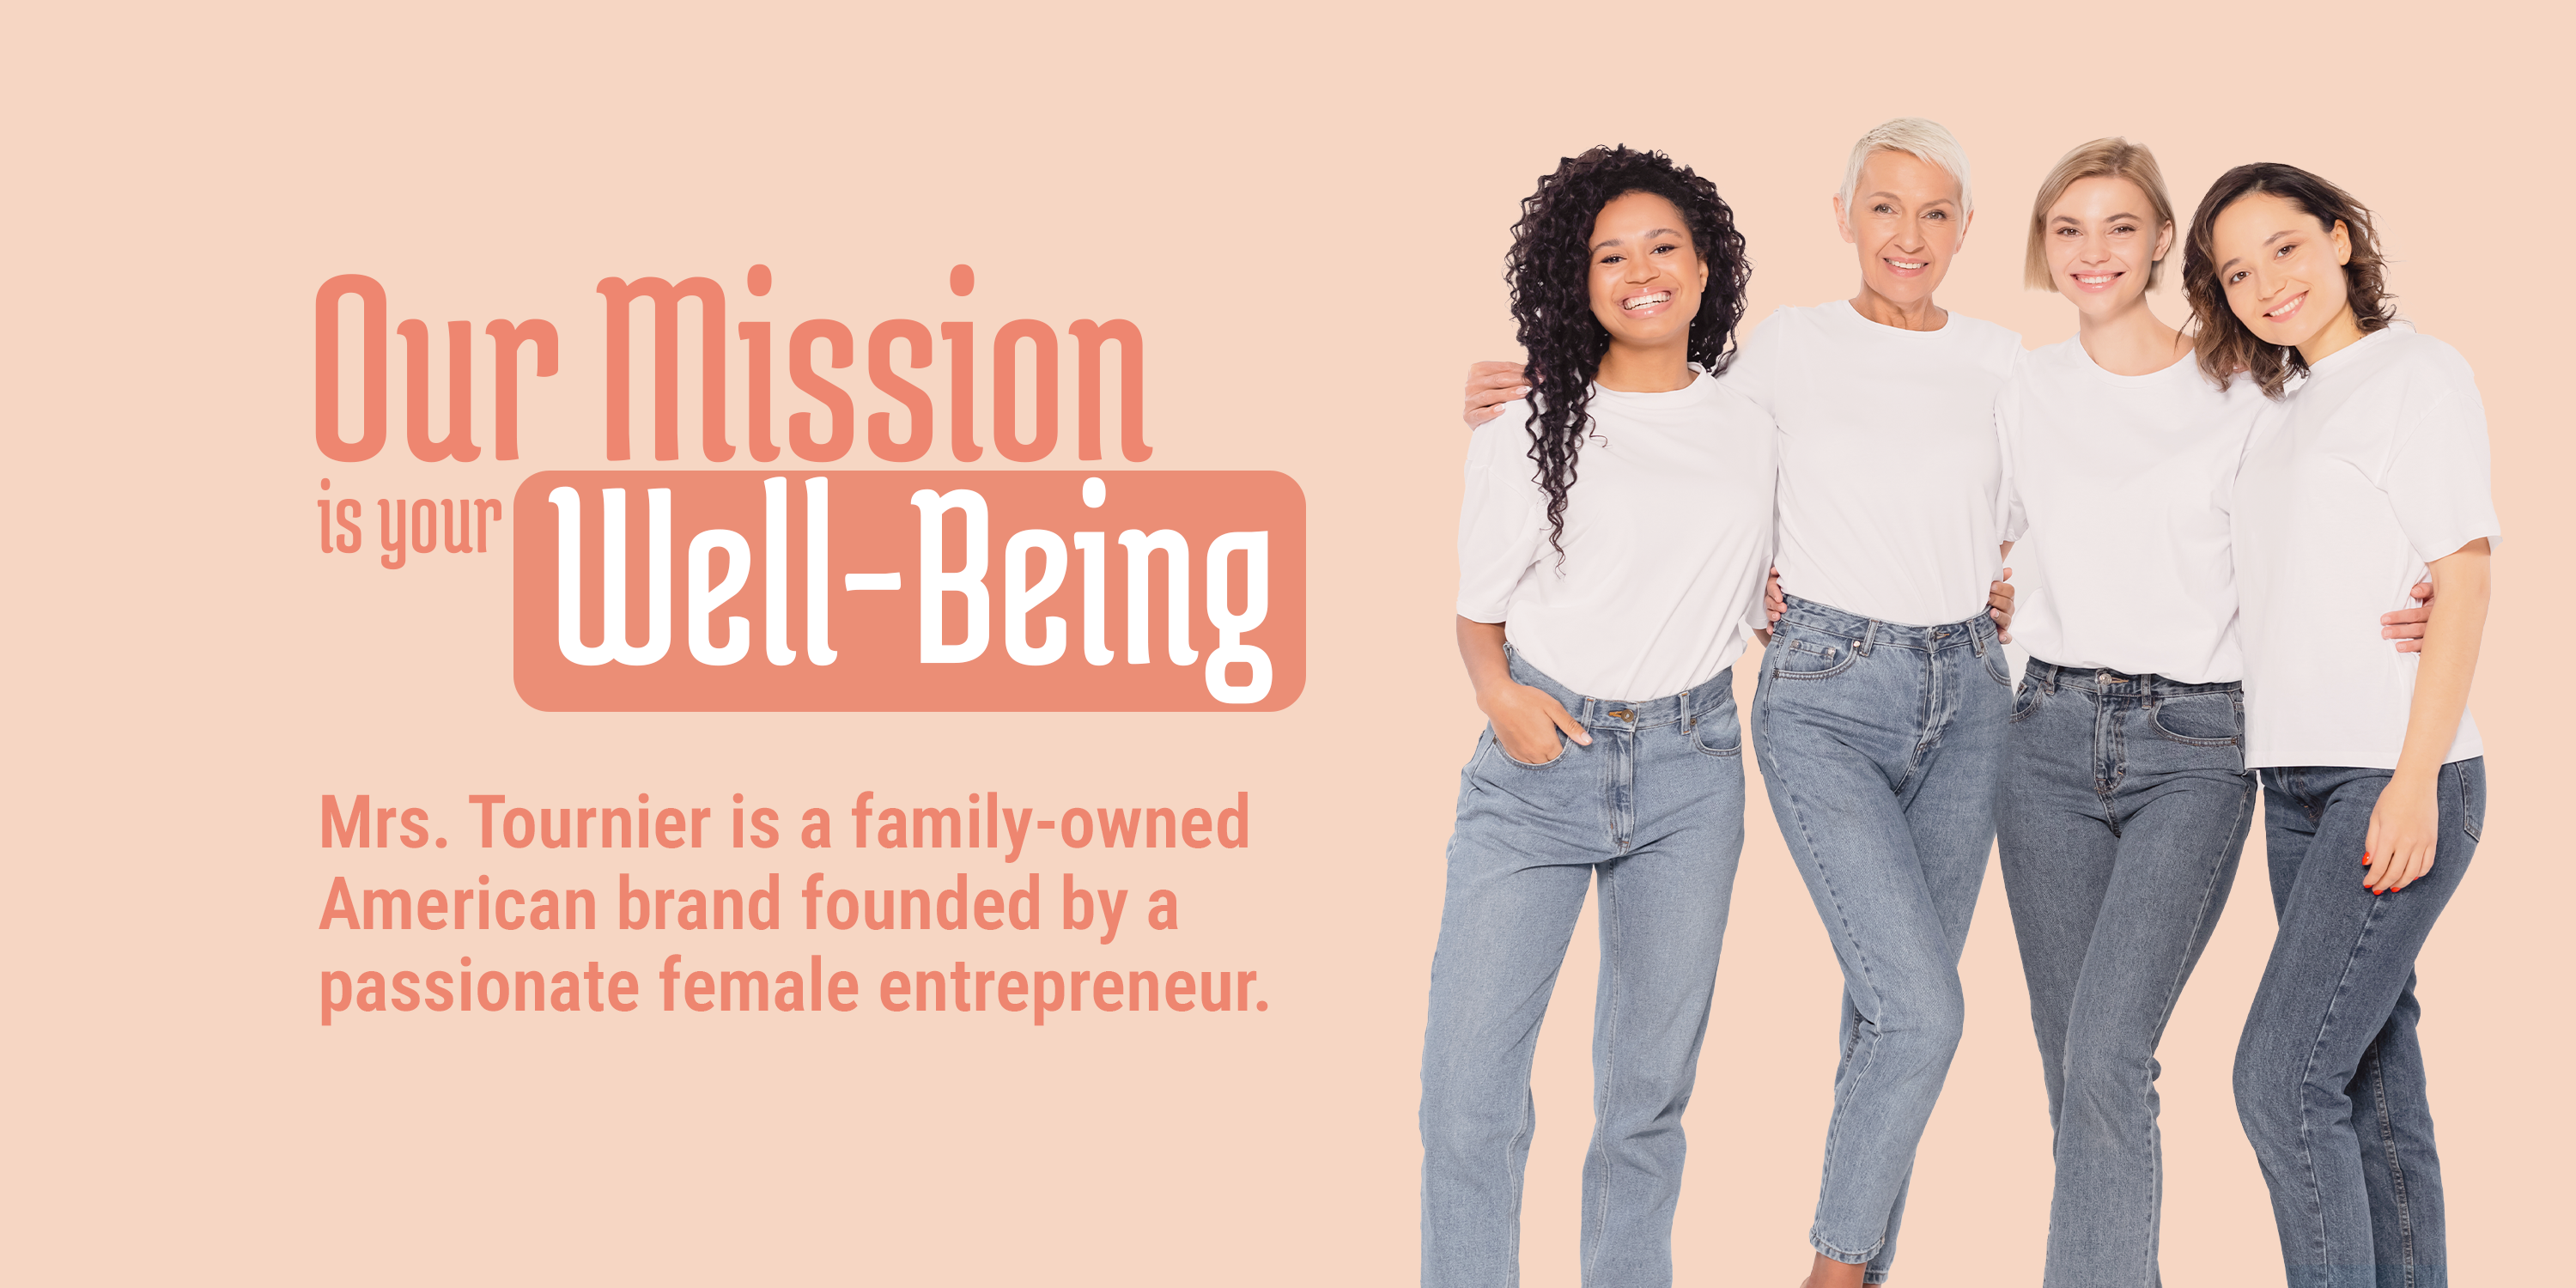 Our Mission
is your Well-Being
Mrs. Tournier is a family-owned
American brand founded by a
passionate female entrepreneur.